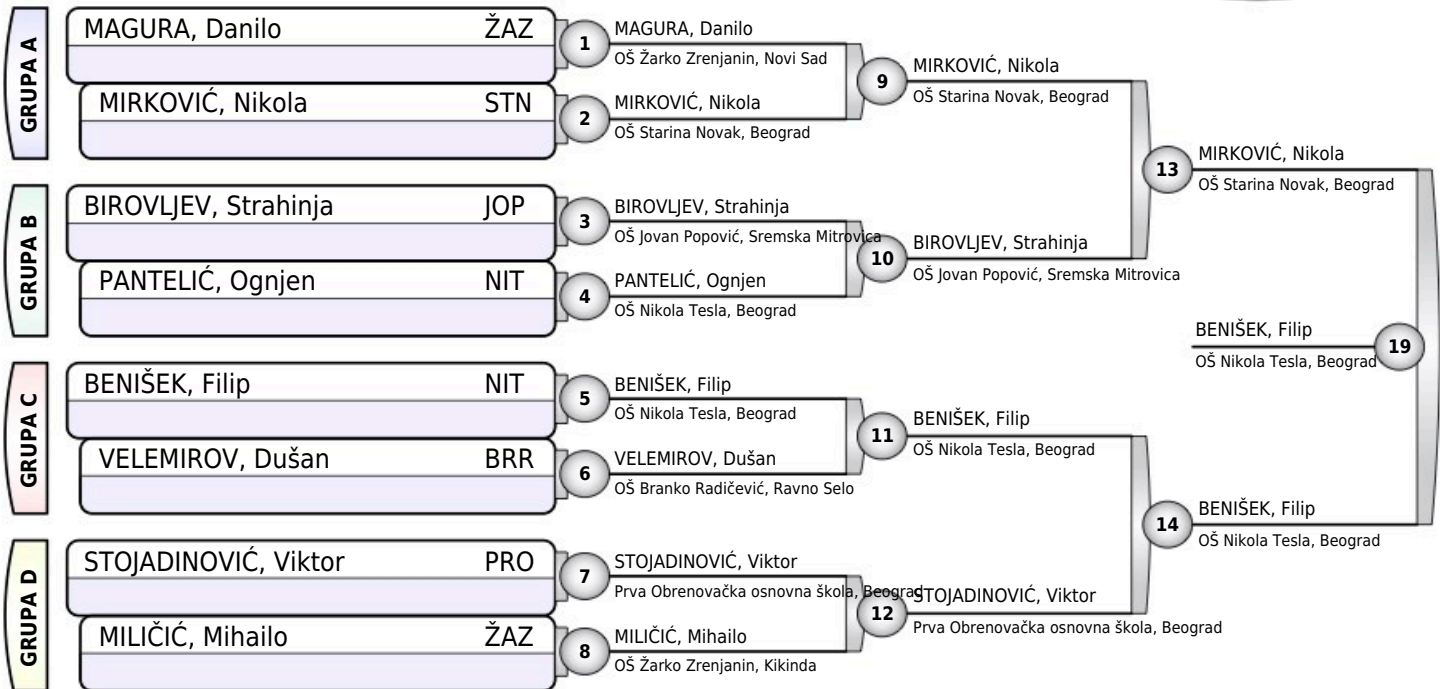 GRUPA A
MAGURA, Danilo ŽAZ
MIRKOVIĆ, Nikola STN
GRUPA B
BIROVLJEV, Strahinja JOP
PANTELIĆ, Ognjen NIT
GRUPA C
BENIŠEK, Filip NIT
VELEMIROV, Dušan BRR
GRUPA D
STOJADINOVIĆ, Viktor PRO
MILIČIĆ, Mihailo ŽAZ
1
MAGURA, Danilo
OŠ Žarko Zrenjanin, Novi Sad
2
MIRKOVIĆ, Nikola
OŠ Starina Novak, Beograd
3
BIROVLJEV, Strahinja
OŠ Jovan Popović, Sremska Mitrovica
4
PANTELIĆ, Ognjen
OŠ Nikola Tesla, Beograd
5
BENIŠEK, Filip
OŠ Nikola Tesla, Beograd
6
VELEMIROV, Dušan
OŠ Branko Radičević, Ravno Selo
7
STOJADINOVIĆ, Viktor
Prva Obrenovačka osnovna škola, Beograd
8
MILIČIĆ, Mihailo
OŠ Žarko Zrenjanin, Kikinda
9
MIRKOVIĆ, Nikola
OŠ Starina Novak, Beograd
10
BIROVLJEV, Strahinja
OŠ Jovan Popović, Sremska Mitrovica
11
BENIŠEK, Filip
OŠ Nikola Tesla, Beograd
12
STOJADINOVIĆ, Viktor
Prva Obrenovačka osnovna škola, Beograd
13
MIRKOVIĆ, Nikola
OŠ Starina Novak, Beograd
14
BENIŠEK, Filip
OŠ Nikola Tesla, Beograd
BENIŠEK, Filip
OŠ Nikola Tesla, Beograd
19